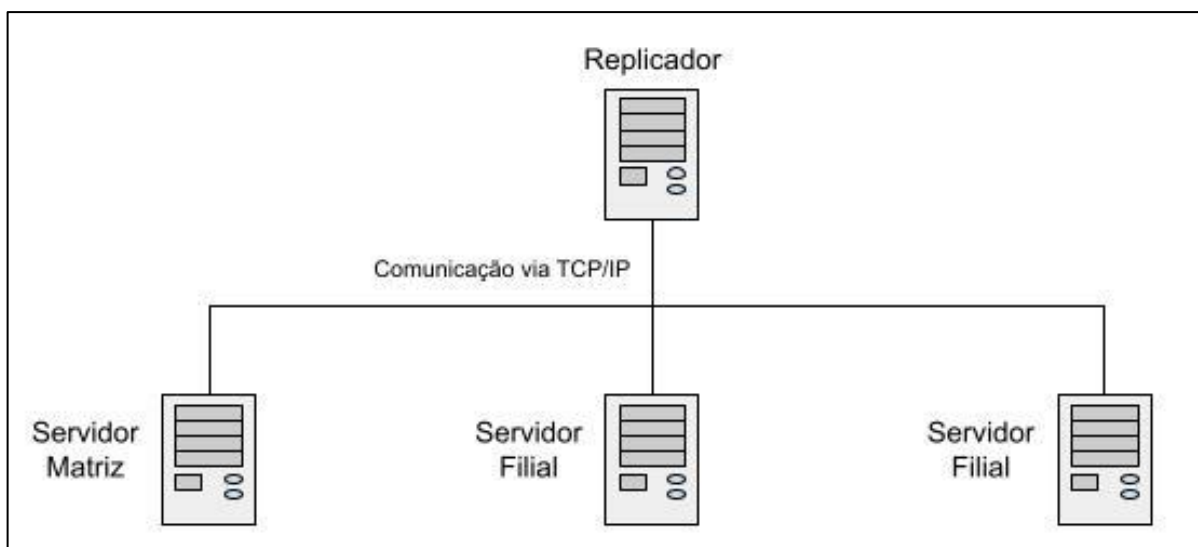 Replicador
Comunicação via TCP/IP
Servidor
Matriz
Servidor
Filial
Servidor
Filial